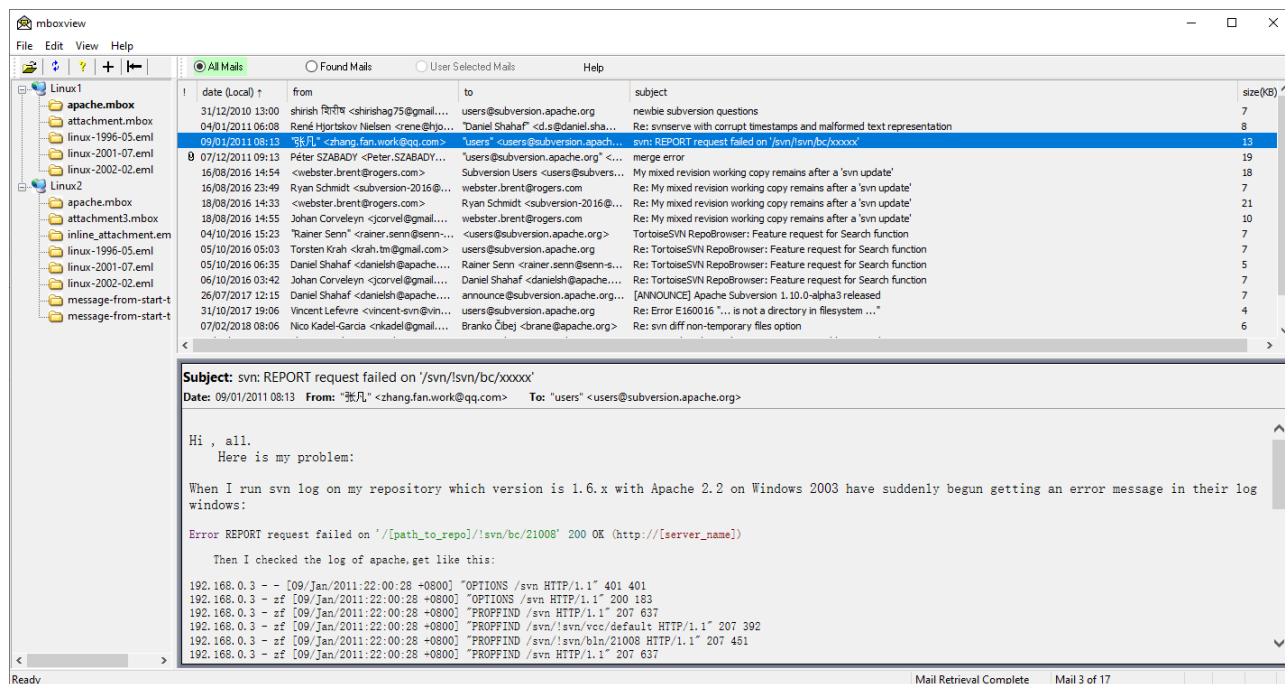 mboxview
File Edit View Help
All Mails Found Mails User Selected Mails Help
Linux1
apache.mbox
attachment.mbox
linux-1996-05.eml
linux-2001-07.eml
linux-2002-02.eml
Linux2
apache.mbox
attachment3.mbox
inline_attachment.em
linux-1996-05.eml
linux-2001-07.eml
linux-2002-02.eml
message-from-start-t
message-from-start-t
! date (Local) ↑ from to subject size(KB)
31/12/2010 13:00 shirish शिरीष <shirishag75@gmail.... users@subversion.apache.org newbie subversion questions 7
04/01/2011 06:08 René Hjortskov Nielsen <rene@hjo... "Daniel Shahaf" <d.s@daniel.sha... Re: svnserve with corrupt timestamps and malformed text representation 8
09/01/2011 08:13 "张凡" <zhang.fan.work@qq.com> "users" <users@subversion.apach... svn: REPORT request failed on '/svn/!svn/bc/xxxxx' 13
07/12/2011 09:13 Péter SZABADY <Peter.SZABADY... "users@subversion.apache.org" <... merge error 19
16/08/2016 14:54 <webster.brent@rogers.com> Subversion Users <users@subvers... My mixed revision working copy remains after a 'svn update' 18
16/08/2016 23:49 Ryan Schmidt <subversion-2016@... webster.brent@rogers.com Re: My mixed revision working copy remains after a 'svn update' 7
18/08/2016 14:33 <webster.brent@rogers.com> Ryan Schmidt <subversion-2016@... Re: My mixed revision working copy remains after a 'svn update' 21
18/08/2016 14:55 Johan Corveleyn <jcorvel@gmail.... webster.brent@rogers.com Re: My mixed revision working copy remains after a 'svn update' 10
04/10/2016 15:23 "Rainer Senn" <rainer.senn@senn-... <users@subversion.apache.org> TortoiseSVN RepoBrowser: Feature request for Search function 7
05/10/2016 05:03 Torsten Krah <krah.tm@gmail.com> users@subversion.apache.org Re: TortoiseSVN RepoBrowser: Feature request for Search function 7
05/10/2016 06:35 Daniel Shahaf <danielsh@apache.... Rainer Senn <rainer.senn@senn-s... Re: TortoiseSVN RepoBrowser: Feature request for Search function 5
06/10/2016 03:42 Johan Corveleyn <jcorvel@gmail.... Daniel Shahaf <danielsh@apache.... Re: TortoiseSVN RepoBrowser: Feature request for Search function 7
26/07/2017 12:15 Daniel Shahaf <danielsh@apache.... announce@subversion.apache.org... [ANNOUNCE] Apache Subversion 1.10.0-alpha3 released 7
31/10/2017 19:06 Vincent Lefevre <vincent-svn@vin... users@subversion.apache.org Re: Error E160016 "... is not a directory in filesystem ..." 4
07/02/2018 08:06 Nico Kadel-Garcia <nkadel@gmail.... Branko Čibej <brane@apache.org> Re: svn diff non-temporary files option 6
Subject: svn: REPORT request failed on '/svn/!svn/bc/xxxxx'
Date: 09/01/2011 08:13 From: "张凡" <zhang.fan.work@qq.com> To: "users" <users@subversion.apache.org>
Hi , all.
Here is my problem:
When I run svn log on my repository which version is 1.6.x with Apache 2.2 on Windows 2003 have suddenly begun getting an error message in their log
windows:
Error REPORT request failed on '/[path_to_repo]/!svn/bc/21008' 200 OK (http://[server_name])
Then I checked the log of apache,get like this:
192.168.0.3 - - [09/Jan/2011:22:00:28 +0800] "OPTIONS /svn HTTP/1.1" 401 401
192.168.0.3 - zf [09/Jan/2011:22:00:28 +0800] "OPTIONS /svn HTTP/1.1" 200 183
192.168.0.3 - zf [09/Jan/2011:22:00:28 +0800] "PROPFIND /svn HTTP/1.1" 207 637
192.168.0.3 - zf [09/Jan/2011:22:00:28 +0800] "PROPFIND /svn/!svn/vcc/default HTTP/1.1" 207 392
192.168.0.3 - zf [09/Jan/2011:22:00:28 +0800] "PROPFIND /svn/!svn/bln/21008 HTTP/1.1" 207 451
192.168.0.3 - zf [09/Jan/2011:22:00:28 +0800] "PROPFIND /svn HTTP/1.1" 207 637
Ready Mail Retrieval Complete Mail 3 of 17